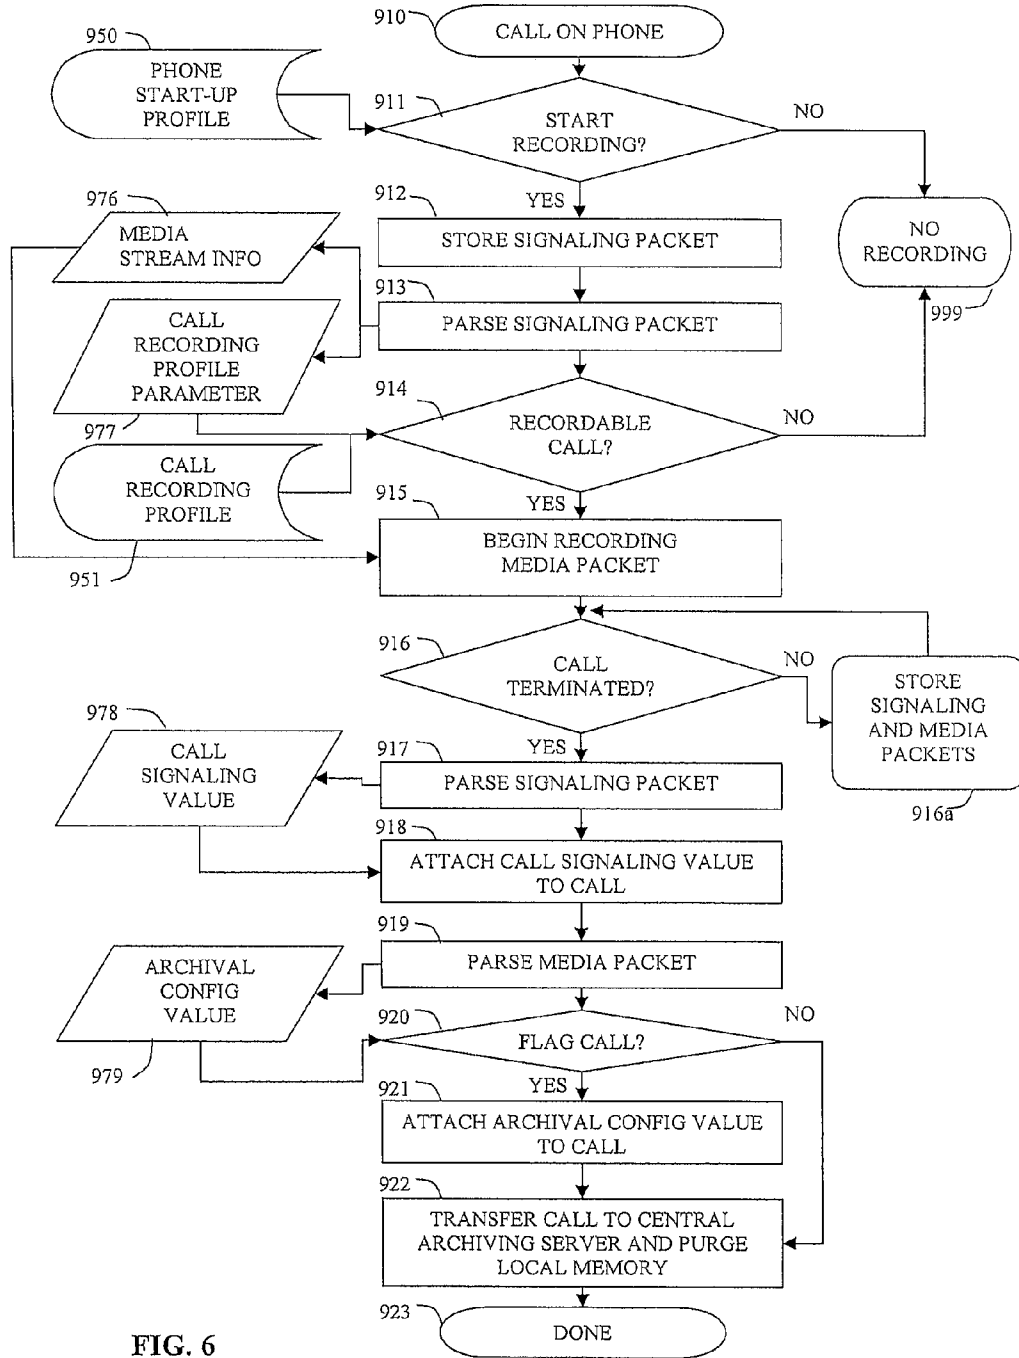 910
CALL ON PHONE
950
PHONE
START-UP
PROFILE
911
START
RECORDING?
NO
YES
912
STORE SIGNALING PACKET
976
MEDIA
STREAM INFO
NO
RECORDING
999
913
PARSE SIGNALING PACKET
CALL
RECORDING
PROFILE
PARAMETER
977
914
RECORDABLE
CALL?
NO
YES
CALL
RECORDING
PROFILE
951
915
BEGIN RECORDING
MEDIA PACKET
916
CALL
TERMINATED?
NO
YES
STORE
SIGNALING
AND MEDIA
PACKETS
916a
978
CALL
SIGNALING
VALUE
917
PARSE SIGNALING PACKET
918
ATTACH CALL SIGNALING VALUE
TO CALL
919
PARSE MEDIA PACKET
ARCHIVAL
CONFIG
VALUE
979
920
FLAG CALL?
NO
YES
921
ATTACH ARCHIVAL CONFIG VALUE
TO CALL
922
TRANSFER CALL TO CENTRAL
ARCHIVING SERVER AND PURGE
LOCAL MEMORY
923
DONE
FIG. 6